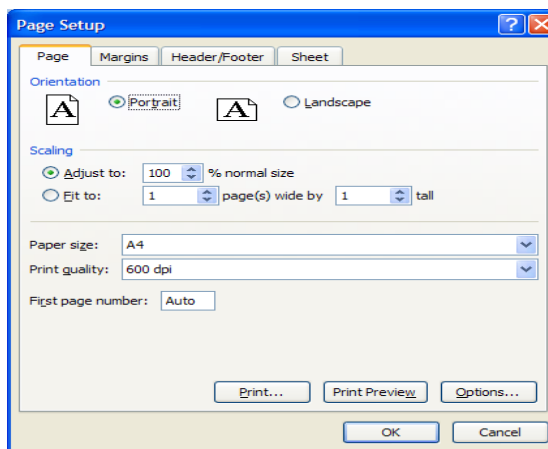 Page Setup
Page Margins Header/Footer Sheet
Orientation
A Portrait A Landscape
Scaling
Adjust to: 100 % normal size
Fit to: 1 page(s) wide by 1 tall
Paper size: A4
Print quality: 600 dpi
First page number: Auto
Print... Print Preview Options...
OK Cancel